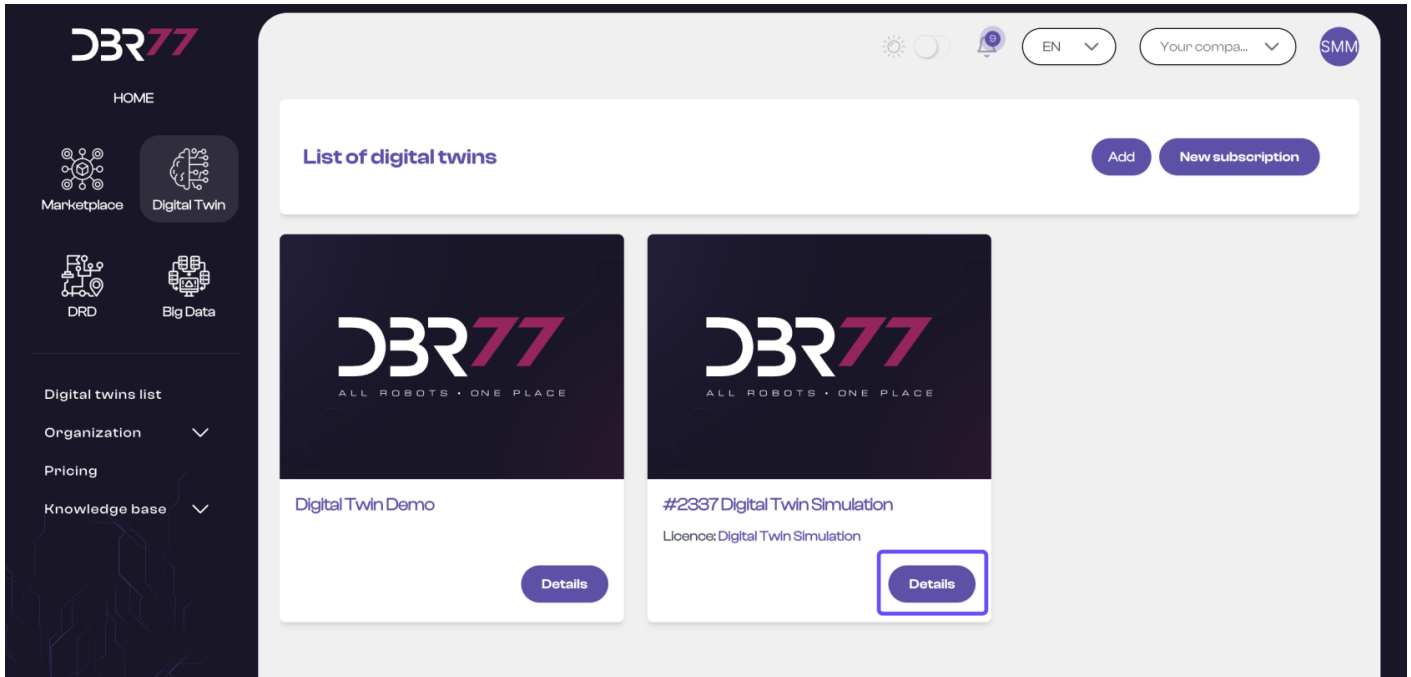 DBR77
HOME
Marketplace
Digital Twin
DRD
Big Data
Digital twins list
Organization
Pricing
Knowledge base
9
EN
Your compa...
SMM
List of digital twins
Add
New subscription
DBR77
ALL ROBOTS • ONE PLACE
Digital Twin Demo
Details
DBR77
ALL ROBOTS • ONE PLACE
#2337 Digital Twin Simulation
Licence: Digital Twin Simulation
Details